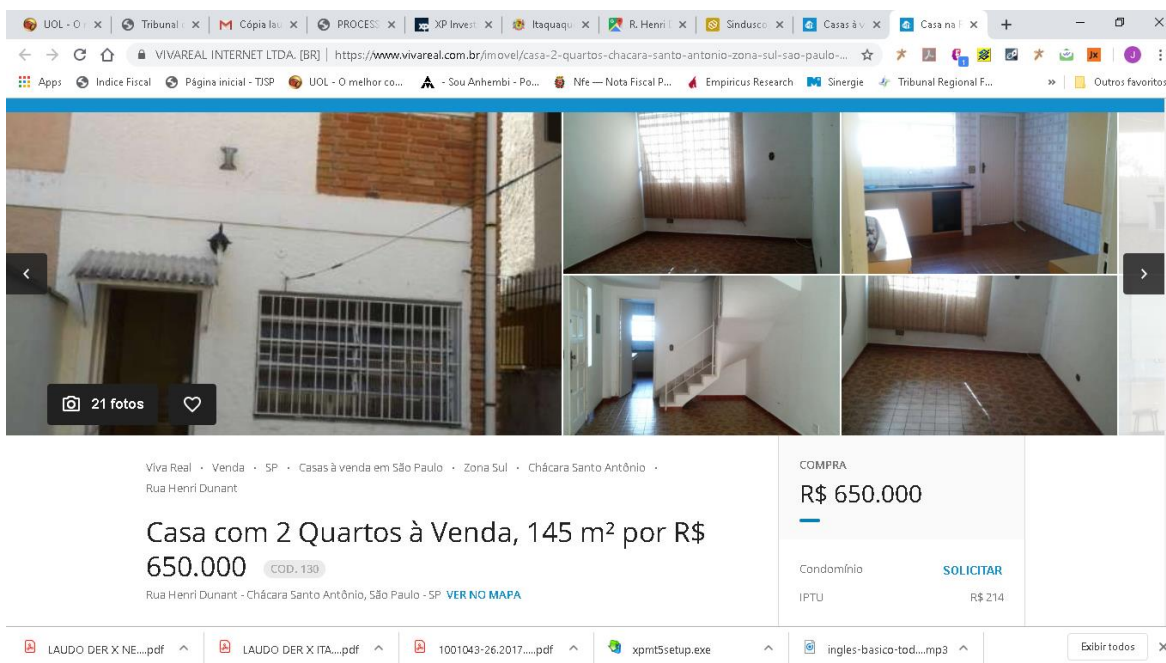 UOL - O
Tribunal
Cópia lau
PROCESS
XP Invest
Itaquaqu
R. Henri
Sindusco
Casas à v
Casa na
VIVAREAL INTERNET LTDA. [BR] | https://www.vivareal.com.br/imovel/casa-2-quartos-chacara-santo-antonio-zona-sul-sao-paulo-...
Apps Indice Fiscal Página inicial - TJSP UOL - O melhor co... - Sou Anhembi - Po... Nfe — Nota Fiscal P... Empiricus Research Sinergie Tribunal Regional F... » Outros favoritos
21 fotos
Viva Real · Venda · SP · Casas à venda em São Paulo · Zona Sul · Chácara Santo Antônio ·
Rua Henri Dunant
Casa com 2 Quartos à Venda, 145 m² por R$
650.000 COD. 130
Rua Henri Dunant - Chácara Santo Antônio, São Paulo - SP VER NO MAPA
COMPRA
R$ 650.000
Condomínio SOLICITAR
IPTU R$ 214
LAUDO DER X NE....pdf LAUDO DER X ITA....pdf 1001043-26.2017.....pdf xpmt5setup.exe ingles-basico-tod....mp3 Exibir todos